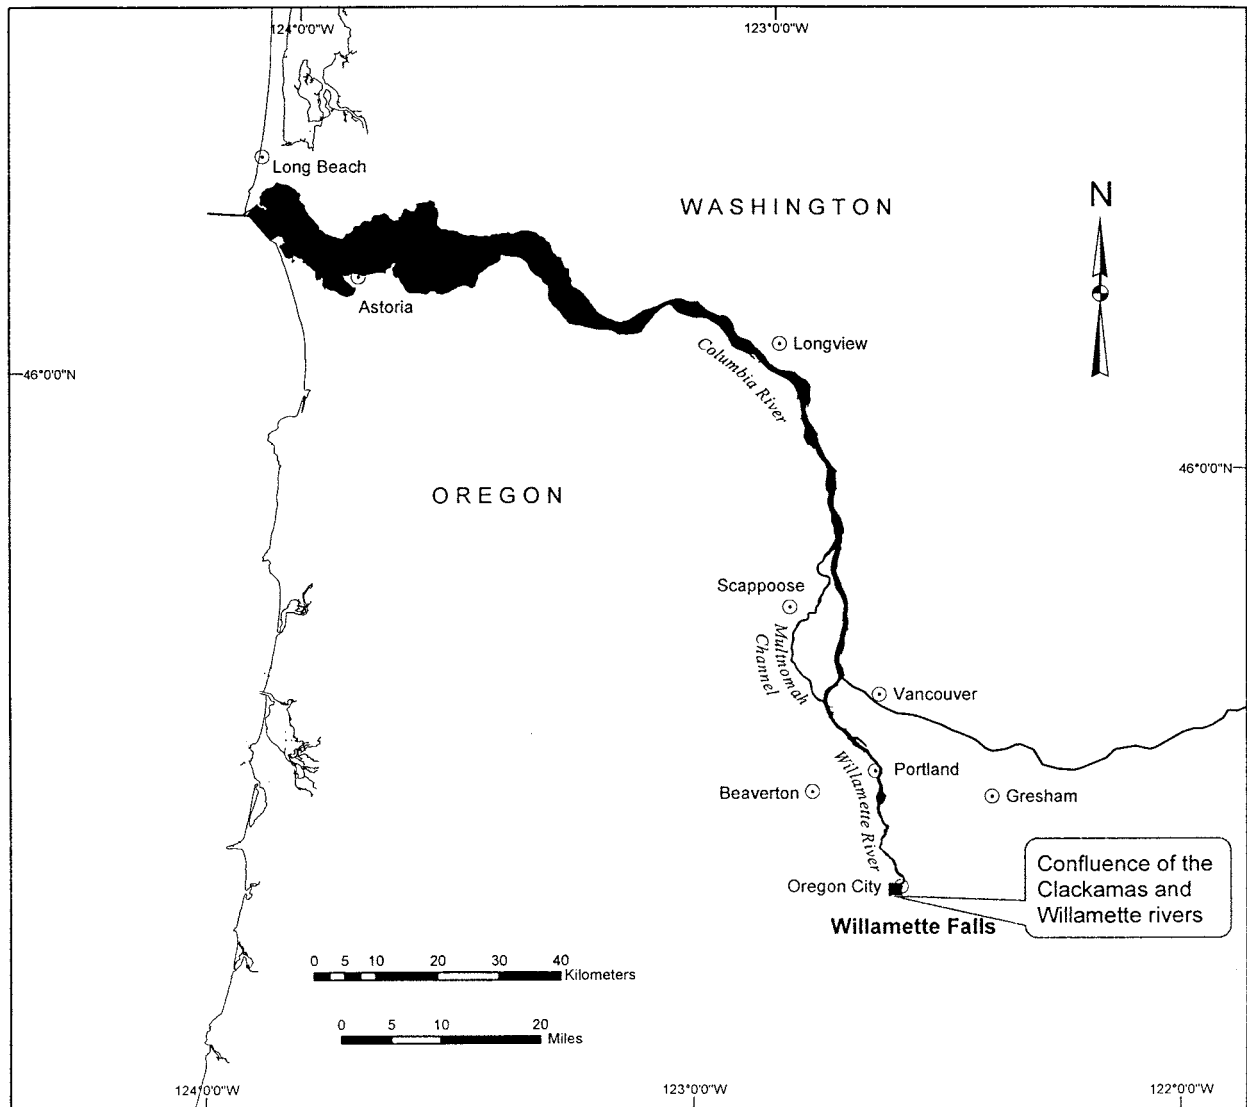 124°0'0"W
123°0'0"W
Long Beach
WASHINGTON
N
Astoria
Longview
Columbia River
46°0'0"N
46°0'0"N
OREGON
Scappoose
Multnomah
Channel
Vancouver
Willamette River
Portland
Beaverton
Gresham
Confluence of the
Clackamas and
Willamette rivers
Oregon City
Willamette Falls
0 5 10 20 30 40
Kilometers
0 5 10 20
Miles
124°0'0"W
123°0'0"W
122°0'0"W